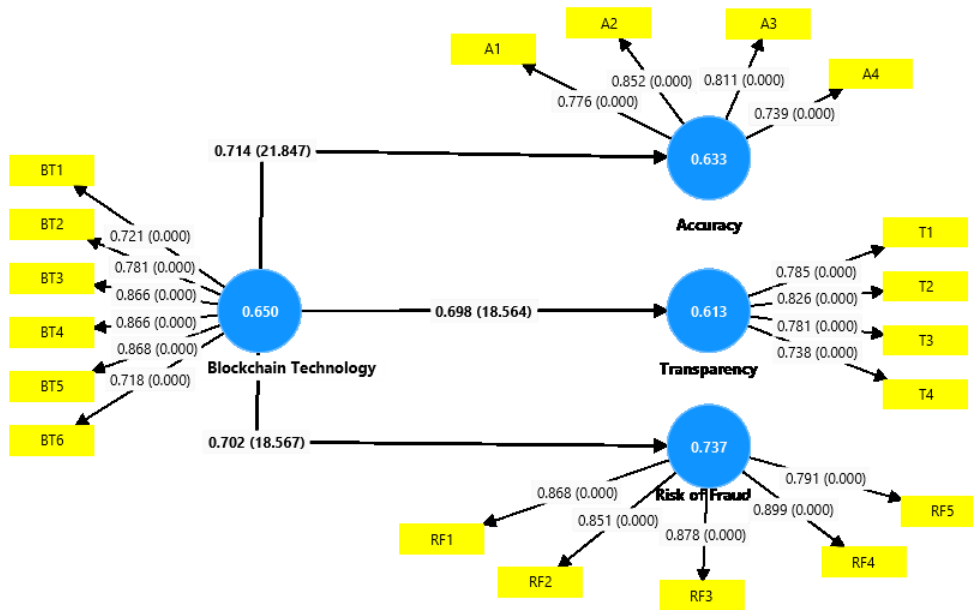 A1
A2
A3
A4
0.776 (0.000)
0.852 (0.000)
0.811 (0.000)
0.739 (0.000)
0.714 (21.847)
0.633
Accuracy
BT1
BT2
BT3
BT4
BT5
BT6
0.721 (0.000)
0.781 (0.000)
0.866 (0.000)
0.866 (0.000)
0.868 (0.000)
0.718 (0.000)
0.650
Blockchain Technology
0.698 (18.564)
0.613
Transparency
0.785 (0.000)
0.826 (0.000)
0.781 (0.000)
0.738 (0.000)
T1
T2
T3
T4
0.702 (18.567)
0.737
Risk of Fraud
0.868 (0.000)
0.851 (0.000)
0.878 (0.000)
0.899 (0.000)
0.791 (0.000)
RF1
RF2
RF3
RF4
RF5